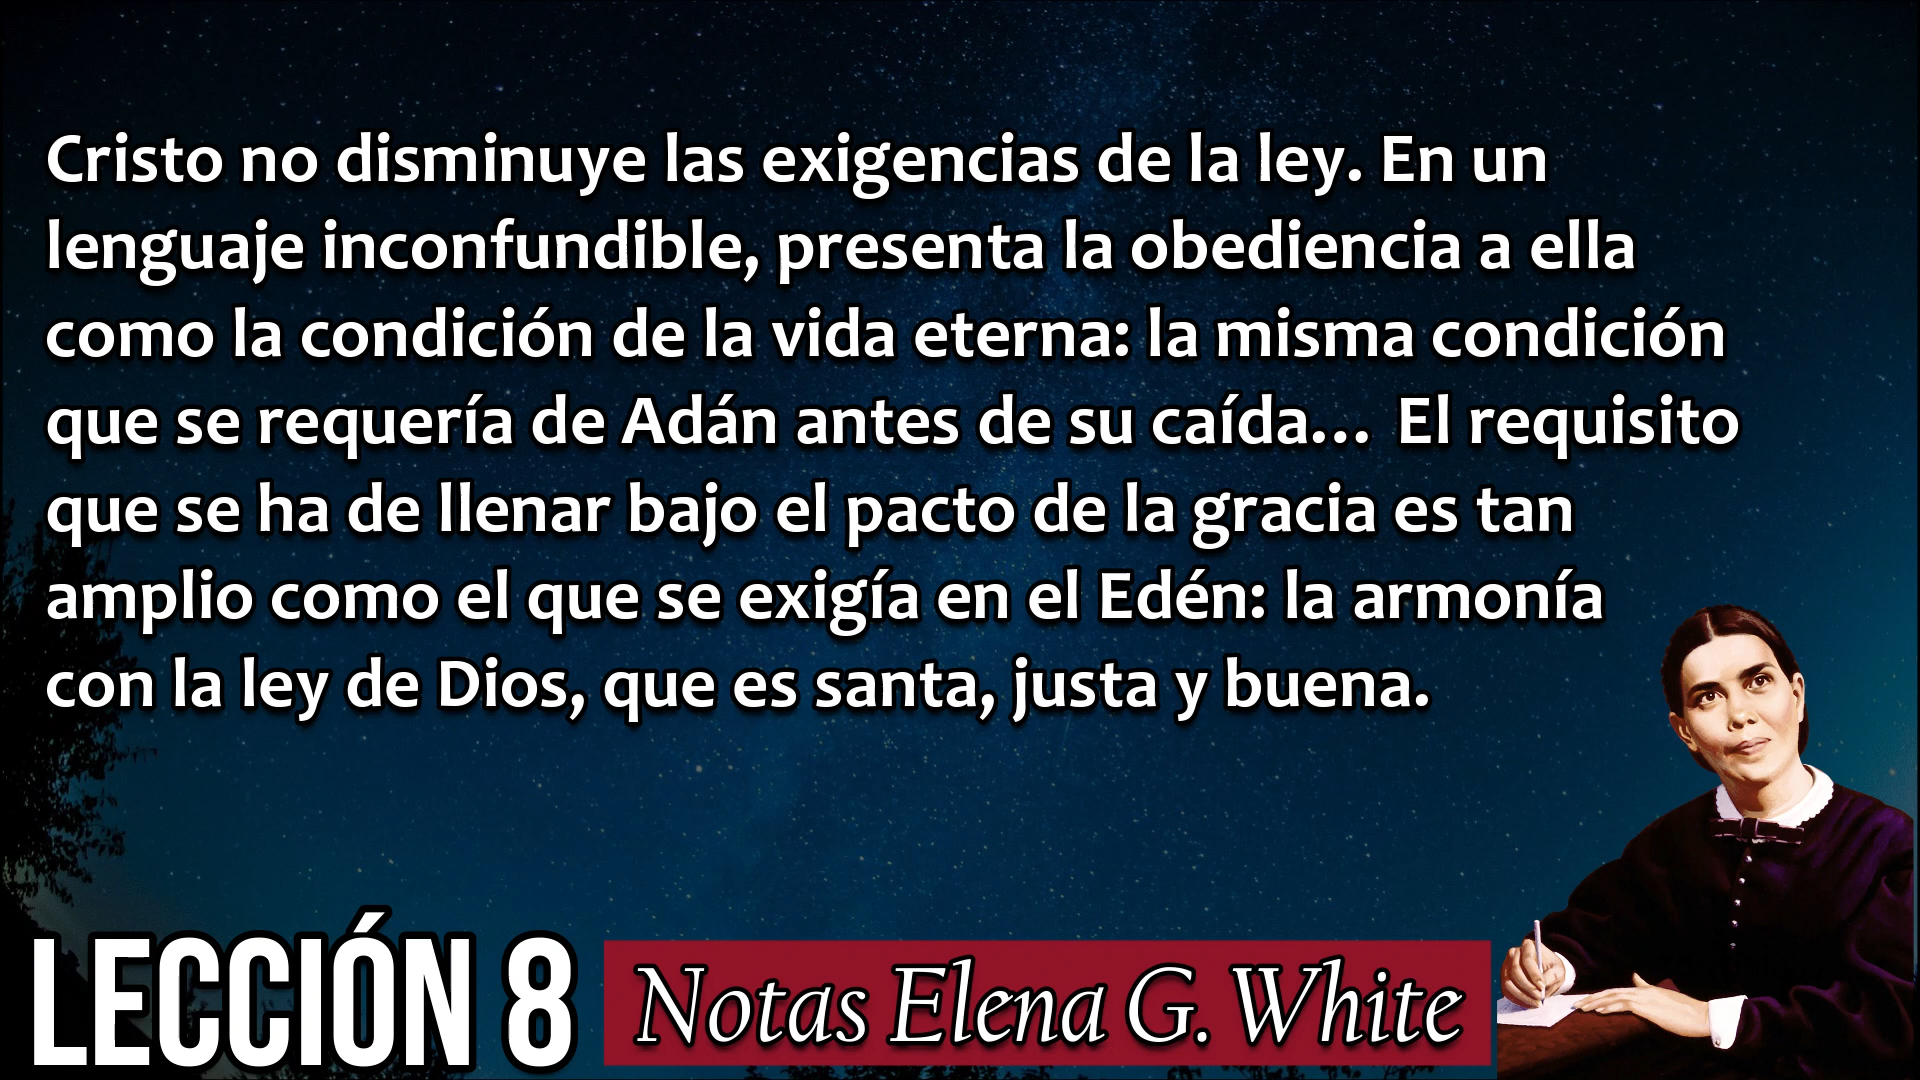 Cristo no disminuye las exigencias de la ley. En un
lenguaje inconfundible, presenta la obediencia a ella
como la condición de la vida eterna: la misma condición
que se requería de Adán antes de su caída… El requisito
que se ha de llenar bajo el pacto de la gracia es tan
amplio como el que se exigía en el Edén: la armonía
con la ley de Dios, que es santa, justa y buena.
LECCIÓN 8
Notas Elena G. White